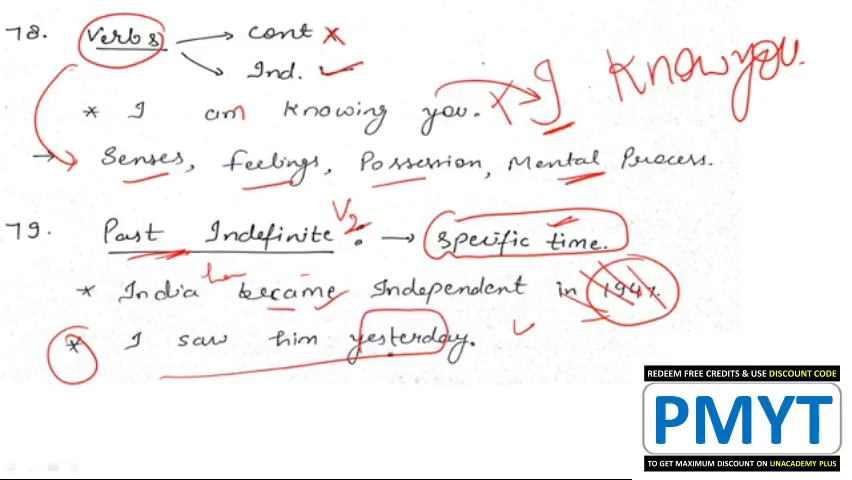 78. Verbs → cont ×
→ Ind. ✓
* I am knowing you. × → I know you.
→ Senses, Feelings, Possession, Mental Process.
79. Past Indefinite V2 : → specific time.
* India became Independent in 1947.
* I saw him yesterday.
REDEEM FREE CREDITS & USE DISCOUNT CODE
PMYT
TO GET MAXIMUM DISCOUNT ON UNACADEMY PLUS